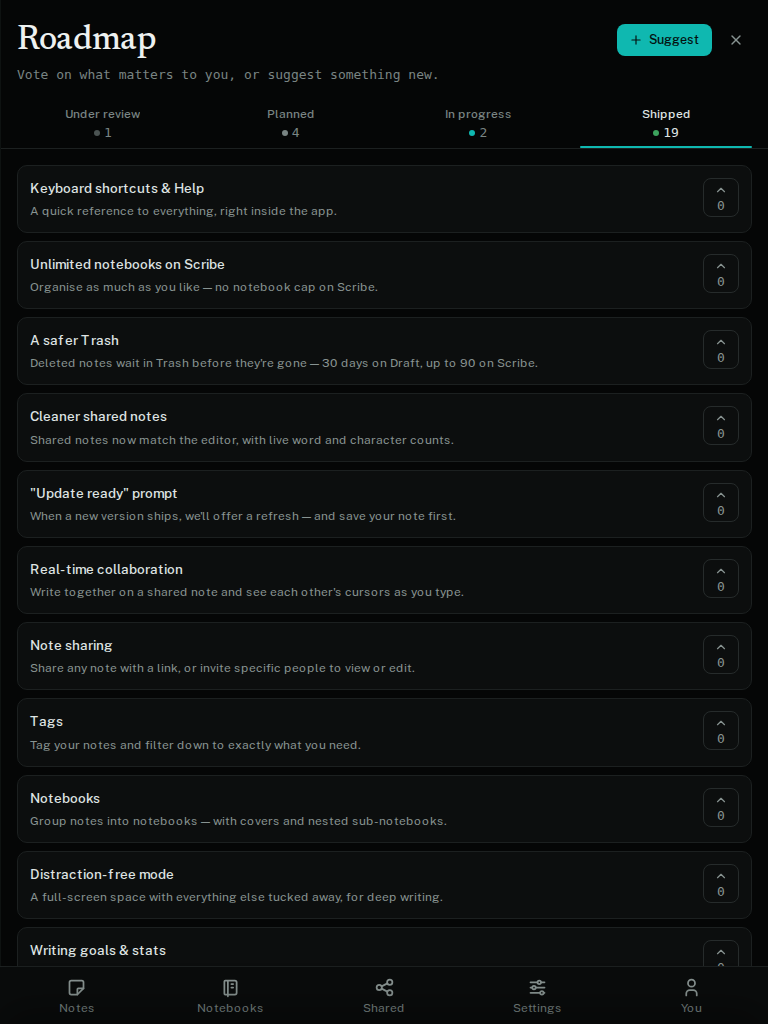 Roadmap
+ Suggest
Vote on what matters to you, or suggest something new.
Under review
1
Planned
4
In progress
2
Shipped
19
Keyboard shortcuts & Help
A quick reference to everything, right inside the app.
0
Unlimited notebooks on Scribe
Organise as much as you like — no notebook cap on Scribe.
0
A safer Trash
Deleted notes wait in Trash before they're gone — 30 days on Draft, up to 90 on Scribe.
0
Cleaner shared notes
Shared notes now match the editor, with live word and character counts.
0
"Update ready" prompt
When a new version ships, we'll offer a refresh — and save your note first.
0
Real-time collaboration
Write together on a shared note and see each other's cursors as you type.
0
Note sharing
Share any note with a link, or invite specific people to view or edit.
0
Tags
Tag your notes and filter down to exactly what you need.
0
Notebooks
Group notes into notebooks — with covers and nested sub-notebooks.
0
Distraction-free mode
A full-screen space with everything else tucked away, for deep writing.
0
Writing goals & stats
Notes
Notebooks
Shared
Settings
You